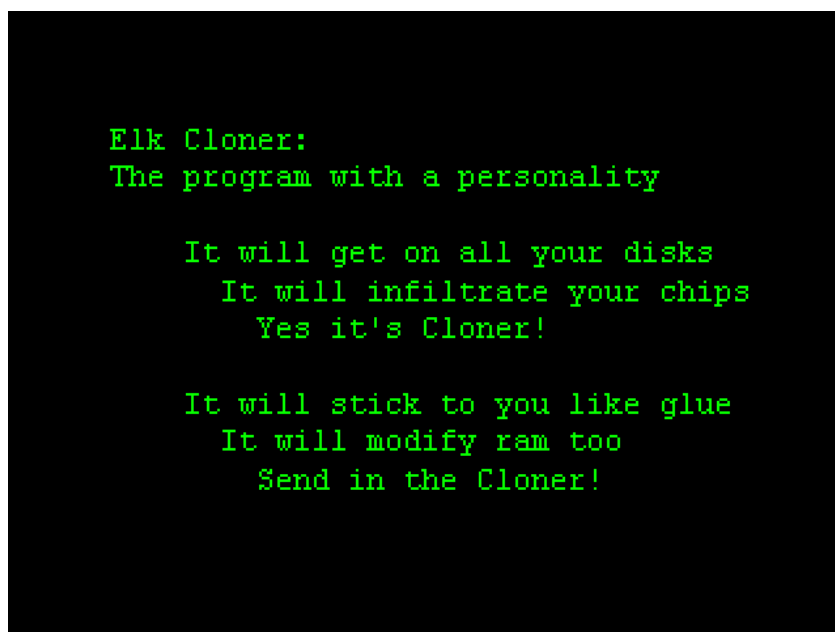 Elk Cloner:
The program with a personality
It will get on all your disks
It will infiltrate your chips
Yes it's Cloner!
It will stick to you like glue
It will modify ram too
Send in the Cloner!